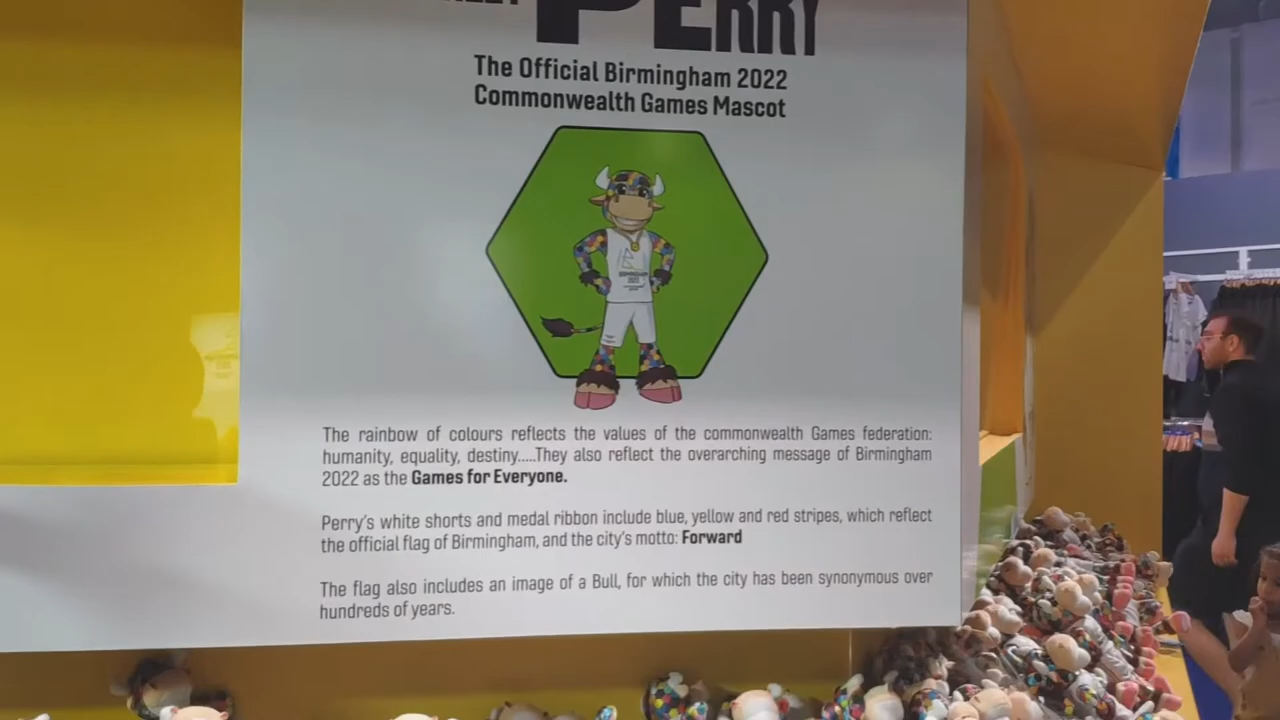 PERRY
The Official Birmingham 2022
Commonwealth Games Mascot
BIRMINGHAM
2022
The rainbow of colours reflects the values of the commonwealth Games federation:
humanity, equality, destiny.....They also reflect the overarching message of Birmingham
2022 as the Games for Everyone.
Perry's white shorts and medal ribbon include blue, yellow and red stripes, which reflect
the official flag of Birmingham, and the city's motto: Forward
The flag also includes an image of a Bull, for which the city has been synonymous over
hundreds of years.